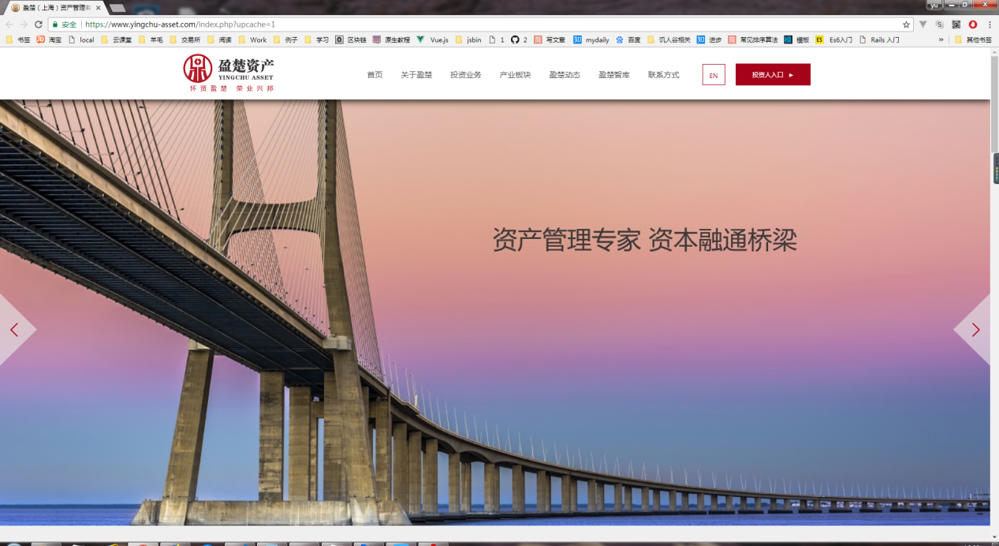 盈楚（上海）资产管理有
yu
安全 https://www.yingchu-asset.com/index.php?upcache=1
书签 淘宝 local 云课堂 羊毛 交易所 阅读 Work 例子 学习 区块链 原生教程 Vue.js jsbin 1 2 写文章 mydaily 百度 饥人谷相关 进步 常见排序算法 模板 Es6入门 Rails 入门 » 其他书签
盈楚资产
YINGCHU ASSET
怀资盈楚 荣业兴邦
首页 关于盈楚 投资业务 产业板块 盈楚动态 盈楚智库 联系方式 EN 投资人入口
资产管理专家 资本融通桥梁